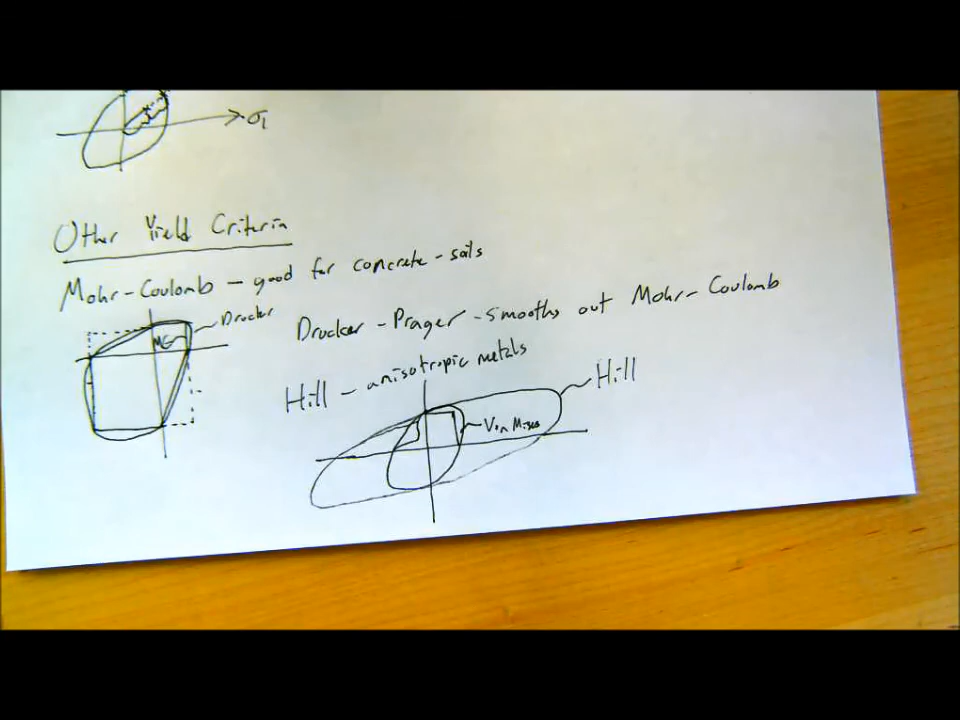 σ1
Other Yield Criteria
Mohr-Coulomb - good for concrete - soils
Drucker
MC
Drucker-Prager - smooths out Mohr-Coulomb
Hill - anisotropic metals
Hill
Von Mises